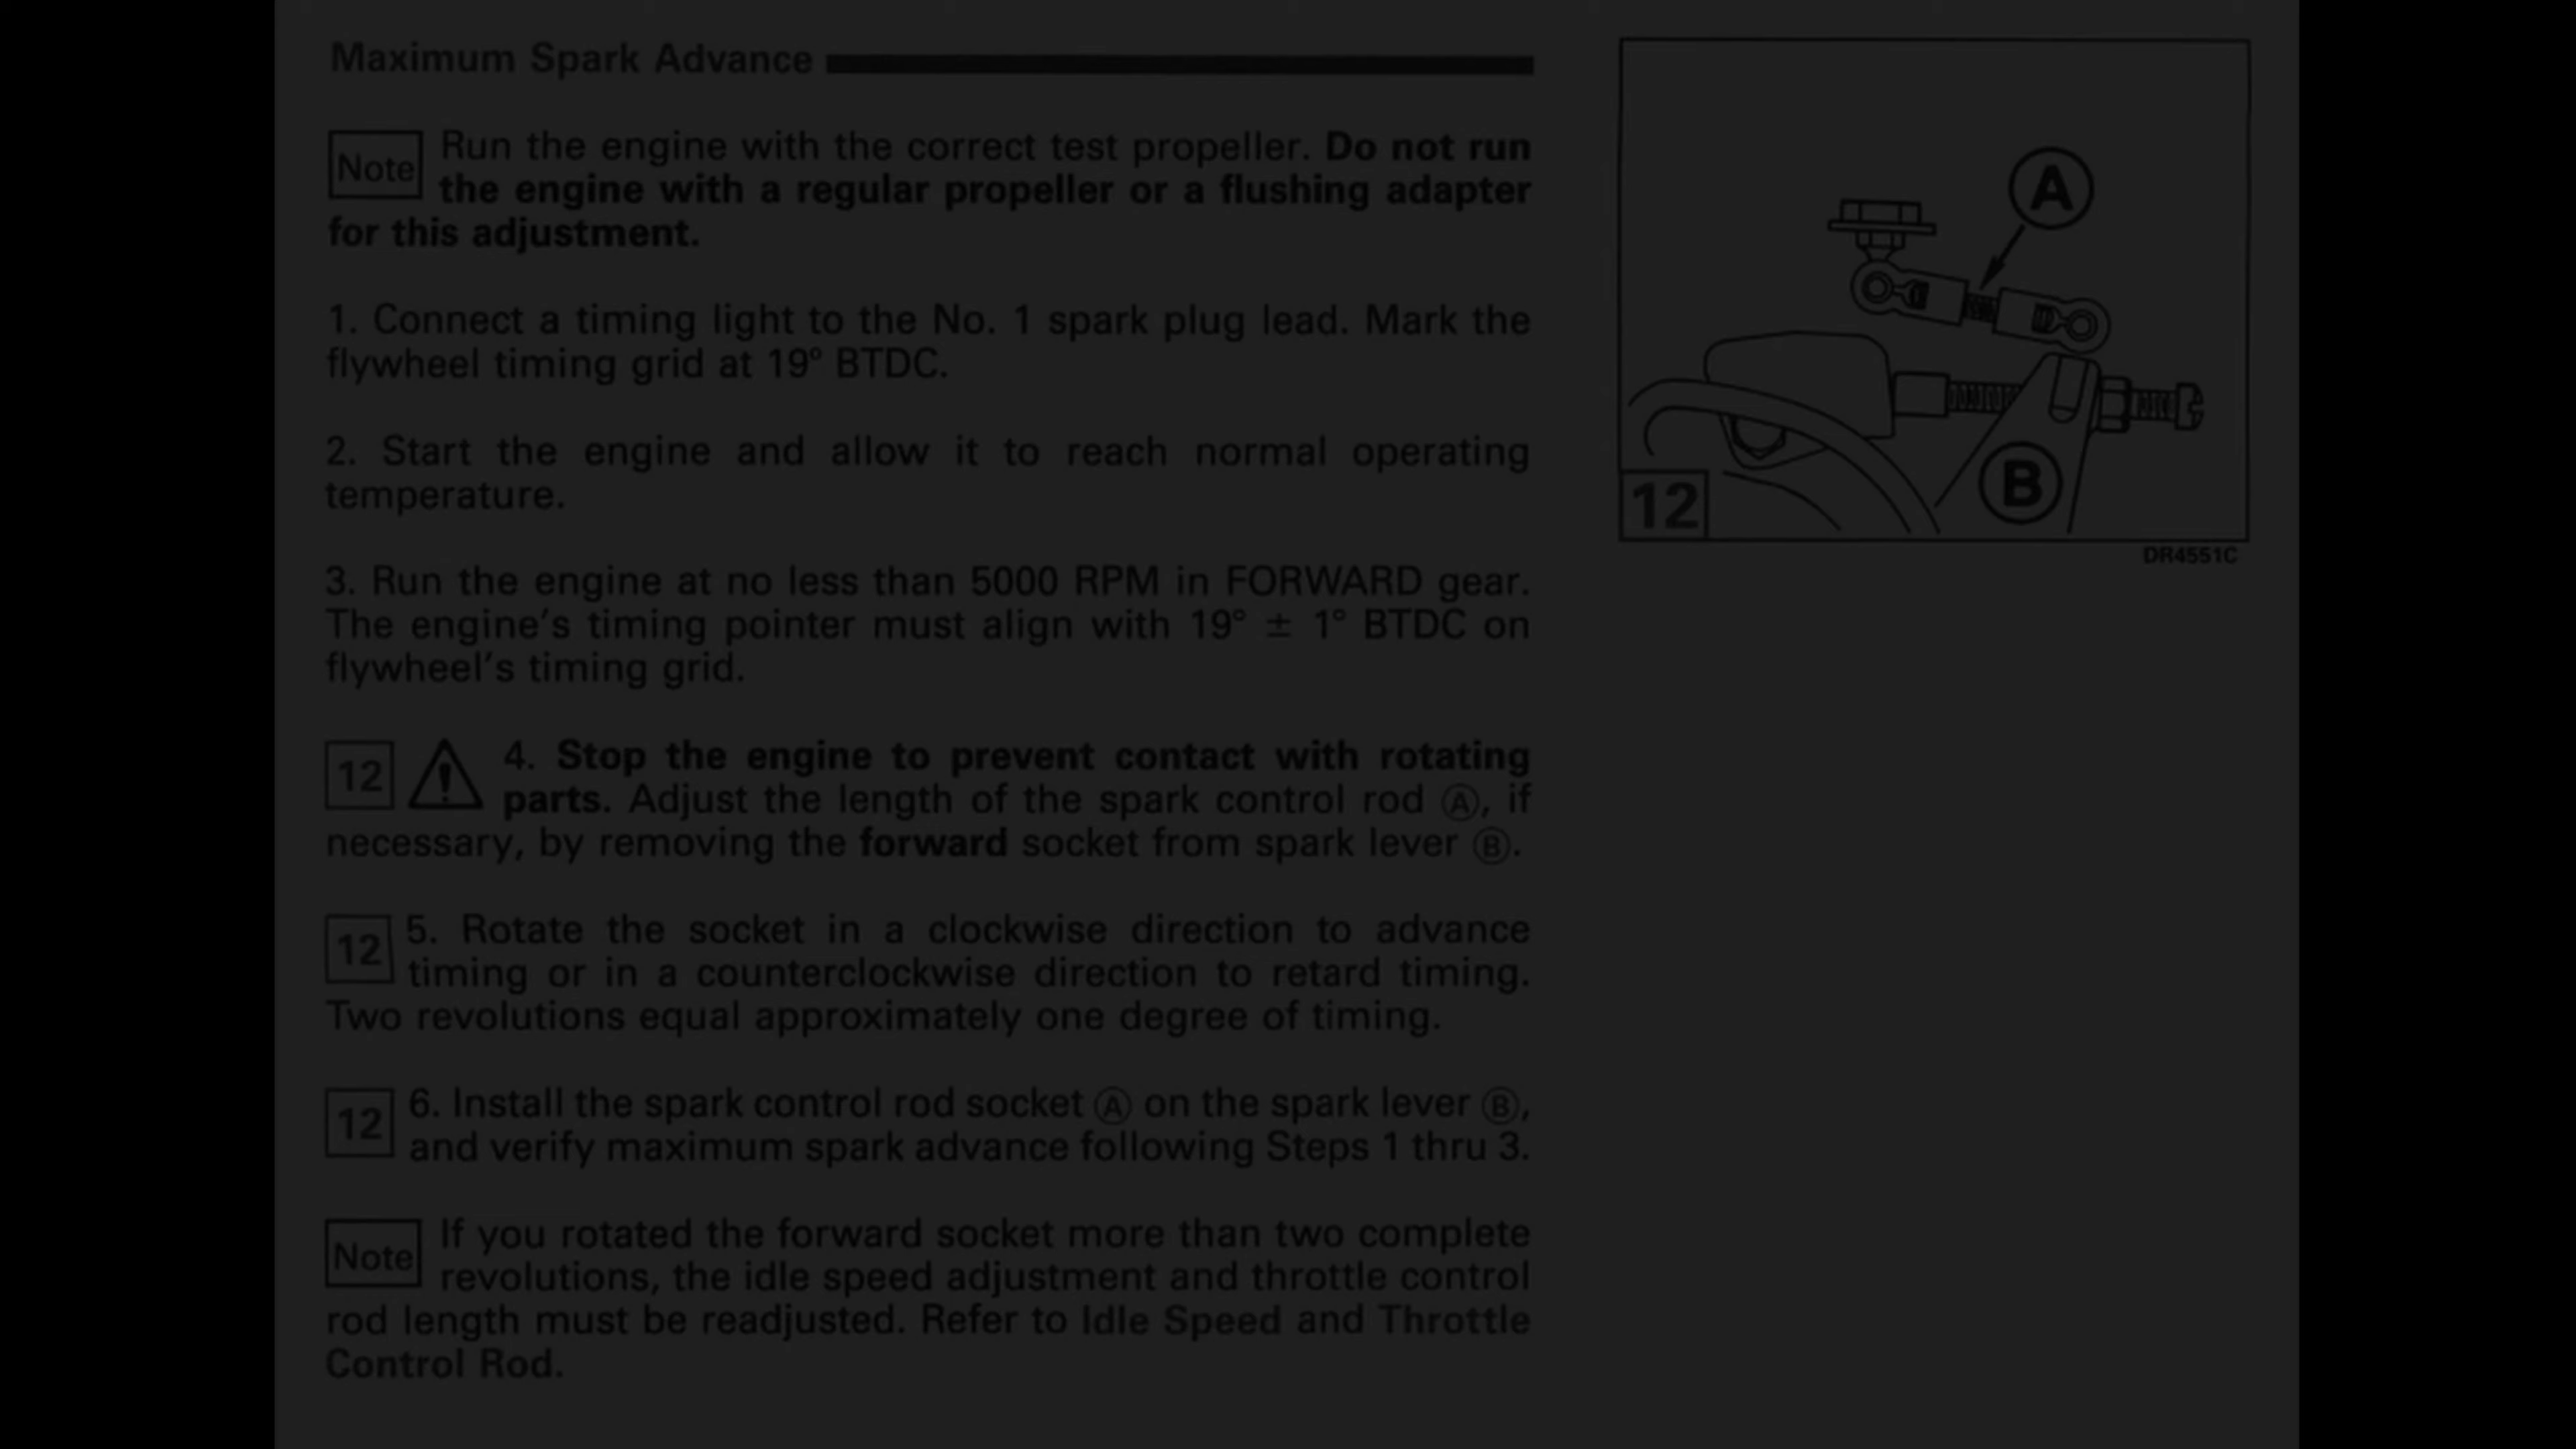 Maximum Spark Advance
Note Run the engine with the correct test propeller. Do not run
the engine with a regular propeller or a flushing adapter
for this adjustment.
1. Connect a timing light to the No. 1 spark plug lead. Mark the
flywheel timing grid at 19º BTDC.
2. Start the engine and allow it to reach normal operating
temperature.
3. Run the engine at no less than 5000 RPM in FORWARD gear.
The engine's timing pointer must align with 19° ± 1° BTDC on
flywheel's timing grid.
12 4. Stop the engine to prevent contact with rotating
parts. Adjust the length of the spark control rod Ⓐ, if
necessary, by removing the forward socket from spark lever Ⓑ.
12 5. Rotate the socket in a clockwise direction to advance
timing or in a counterclockwise direction to retard timing.
Two revolutions equal approximately one degree of timing.
12 6. Install the spark control rod socket Ⓐ on the spark lever Ⓑ,
and verify maximum spark advance following Steps 1 thru 3.
Note If you rotated the forward socket more than two complete
revolutions, the idle speed adjustment and throttle control
rod length must be readjusted. Refer to Idle Speed and Throttle
Control Rod.
A
B
12
DR4551C